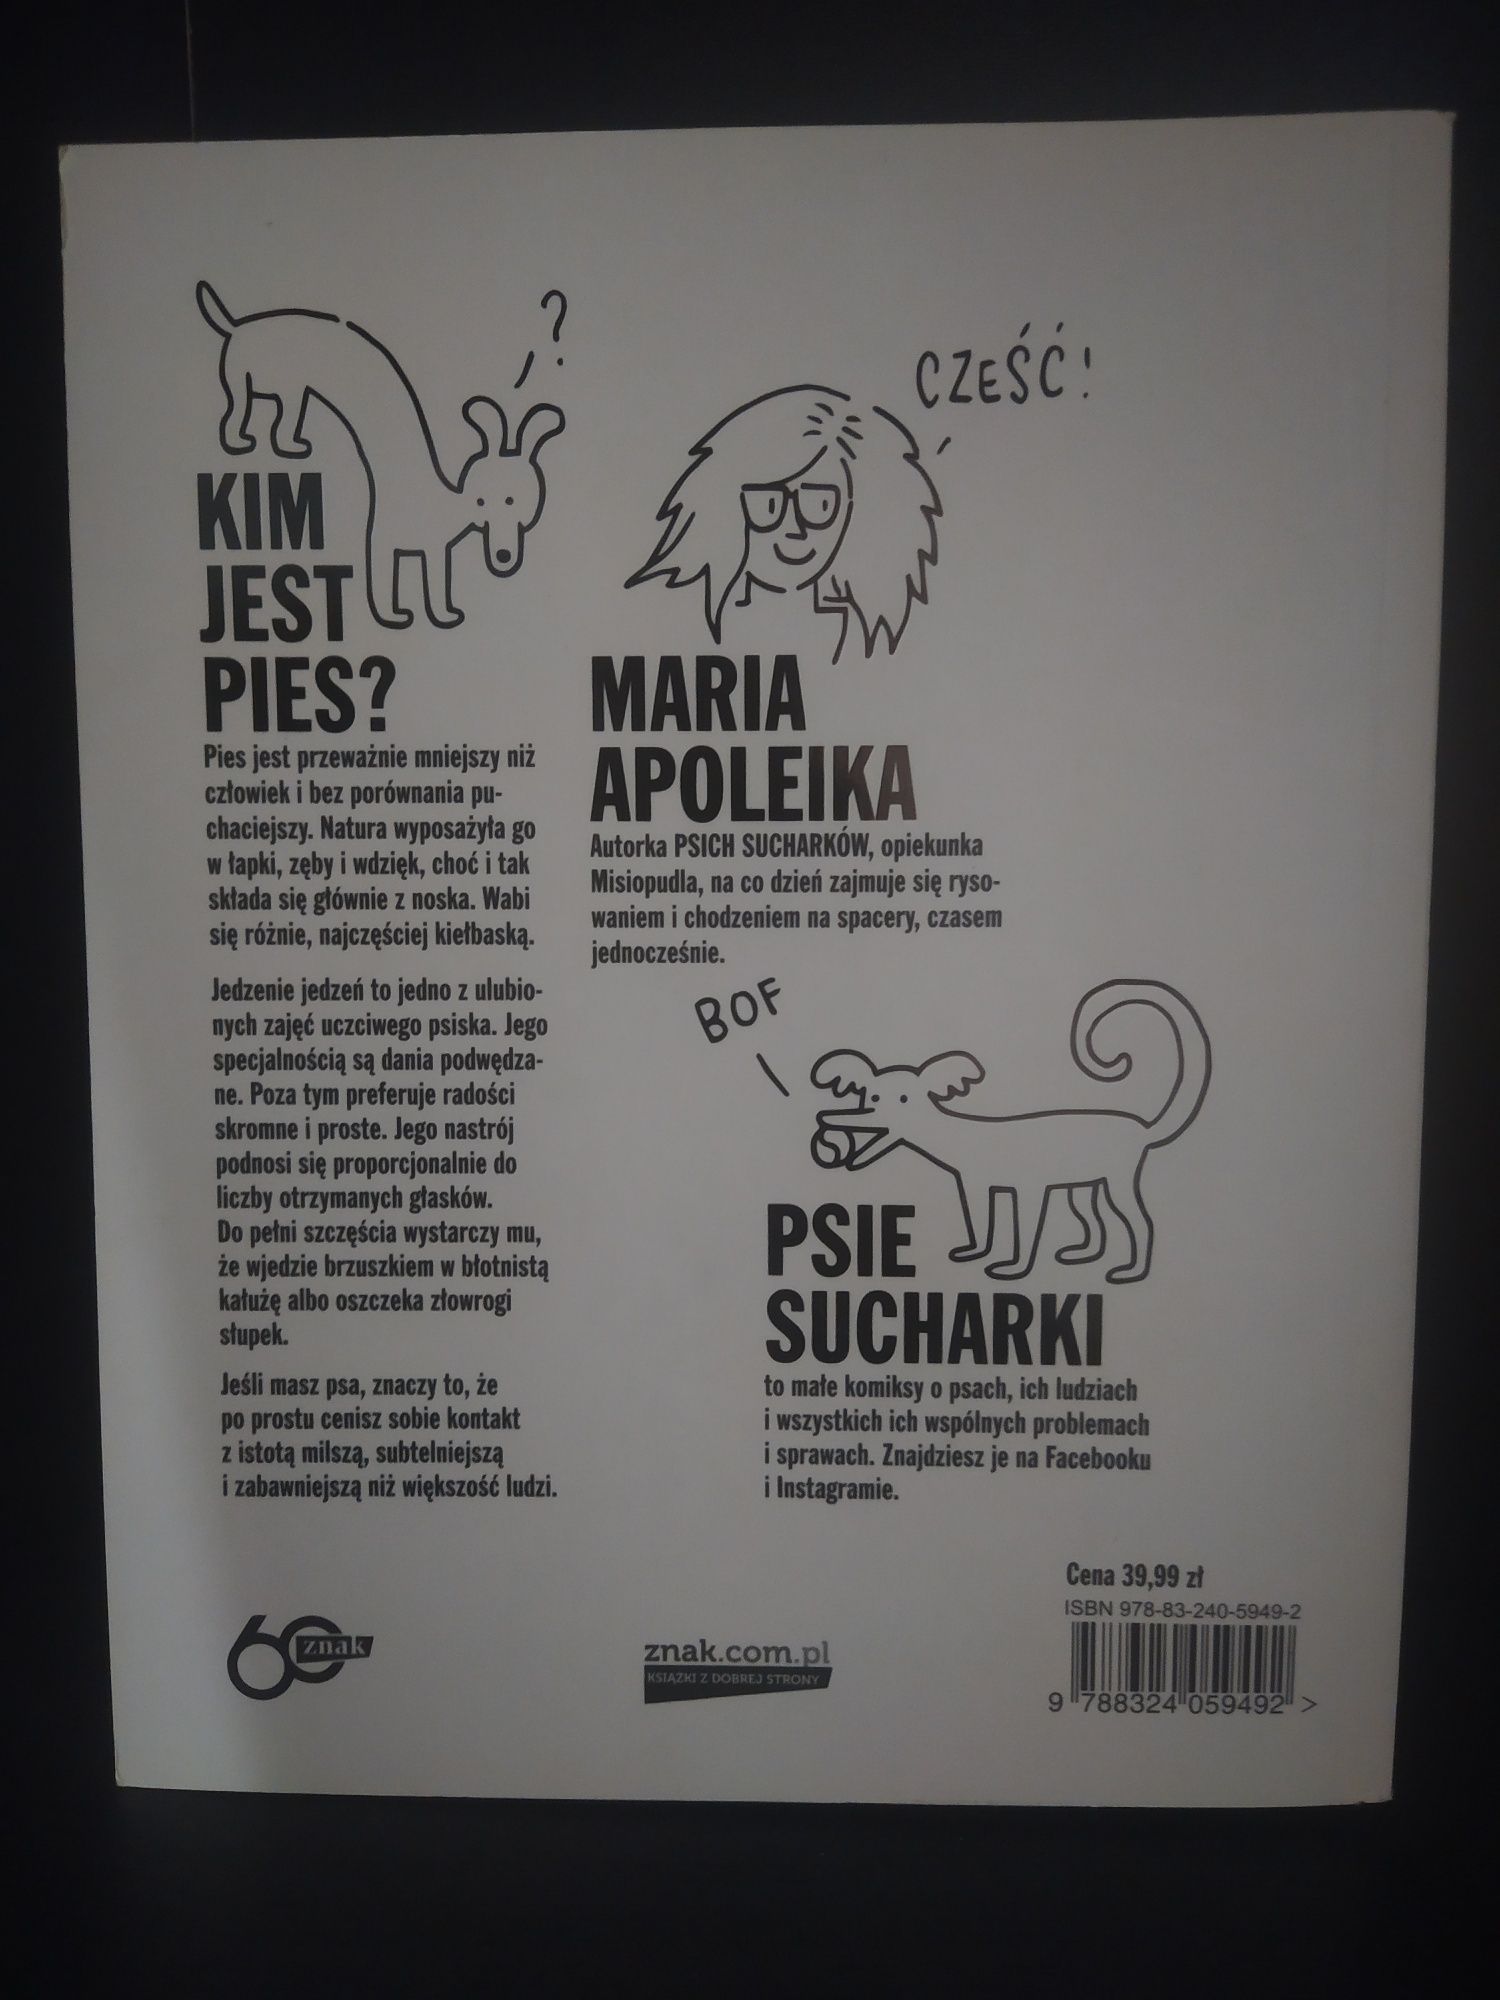 ?
KIM
JEST
PIES?
Pies jest przeważnie mniejszy niż
człowiek i bez porównania pu-
chaciejszy. Natura wyposażyła go
w łapki, zęby i wdzięk, choć i tak
składa się głównie z noska. Wabi
się różnie, najczęściej kiełbaską.
Jedzenie jedzeń to jedno z ulubio-
nych zajęć uczciwego psiska. Jego
specjalnością są dania podwędza-
ne. Poza tym preferuje radości
skromne i proste. Jego nastrój
podnosi się proporcjonalnie do
liczby otrzymanych głasków.
Do pełni szczęścia wystarczy mu,
że wjedzie brzuszkiem w błotnistą
kałużę albo oszczeka złowrogi
słupek.
Jeśli masz psa, znaczy to, że
po prostu cenisz sobie kontakt
z istotą milszą, subtelniejszą
i zabawniejszą niż większość ludzi.
CZEŚĆ!
MARIA
APOLEIKA
Autorka PSICH SUCHARKÓW, opiekunka
Misiopudla, na co dzień zajmuje się ryso-
waniem i chodzeniem na spacery, czasem
jednocześnie.
BOF
PSIE
SUCHARKI
to małe komiksy o psach, ich ludziach
i wszystkich ich wspólnych problemach
i sprawach. Znajdziesz je na Facebooku
i Instagramie.
60 znak
znak.com.pl
KSIĄŻKI Z DOBREJ STRONY
Cena 39,99 zł
ISBN 978-83-240-5949-2
9 788324 059492 >